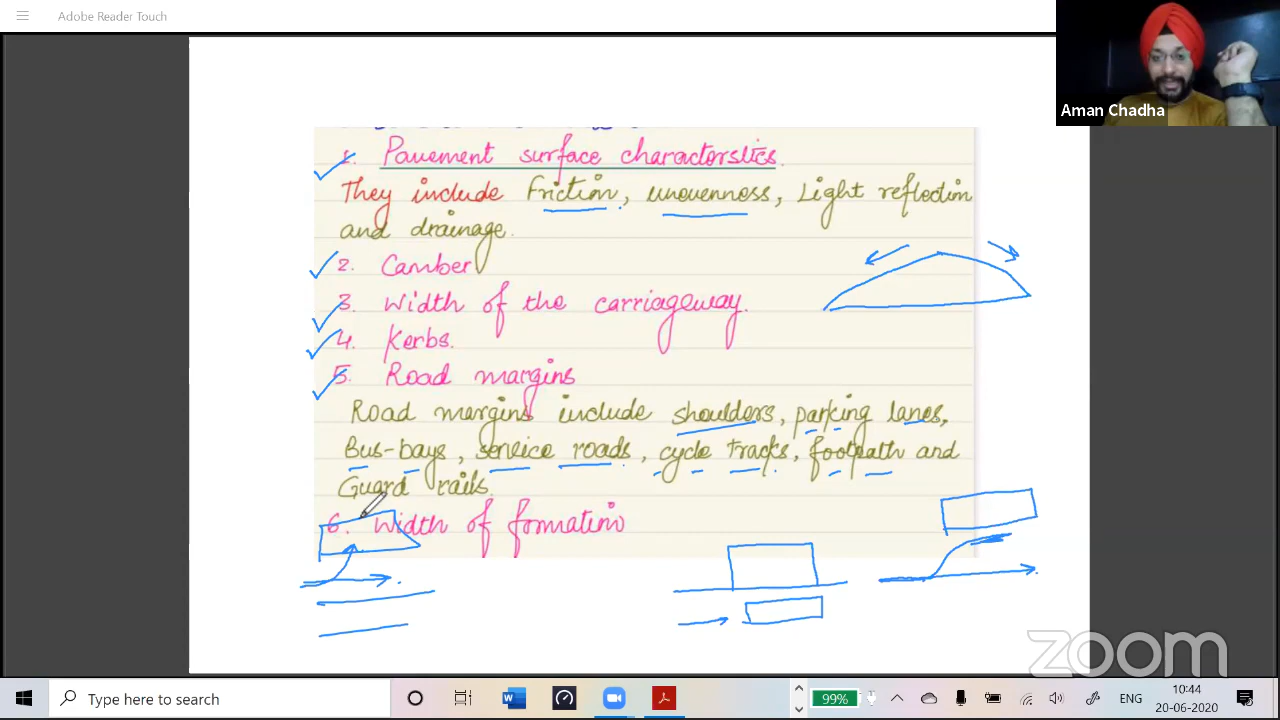 Adobe Reader Touch
Aman Chadha
1. Pavement surface charactorstics.
They include Friction, unevenness, Light reflection
and drainage.
2. Camber
3. Width of the carriageway.
4. Kerbs.
5. Road margins
Road margins include shoulders, parking lanes,
Bus-bays, service roads, cycle tracks, footpath and
Guard rails.
6. Width of formation
zoom
Type here to search
99%
ENG
10:44
20-06-2020